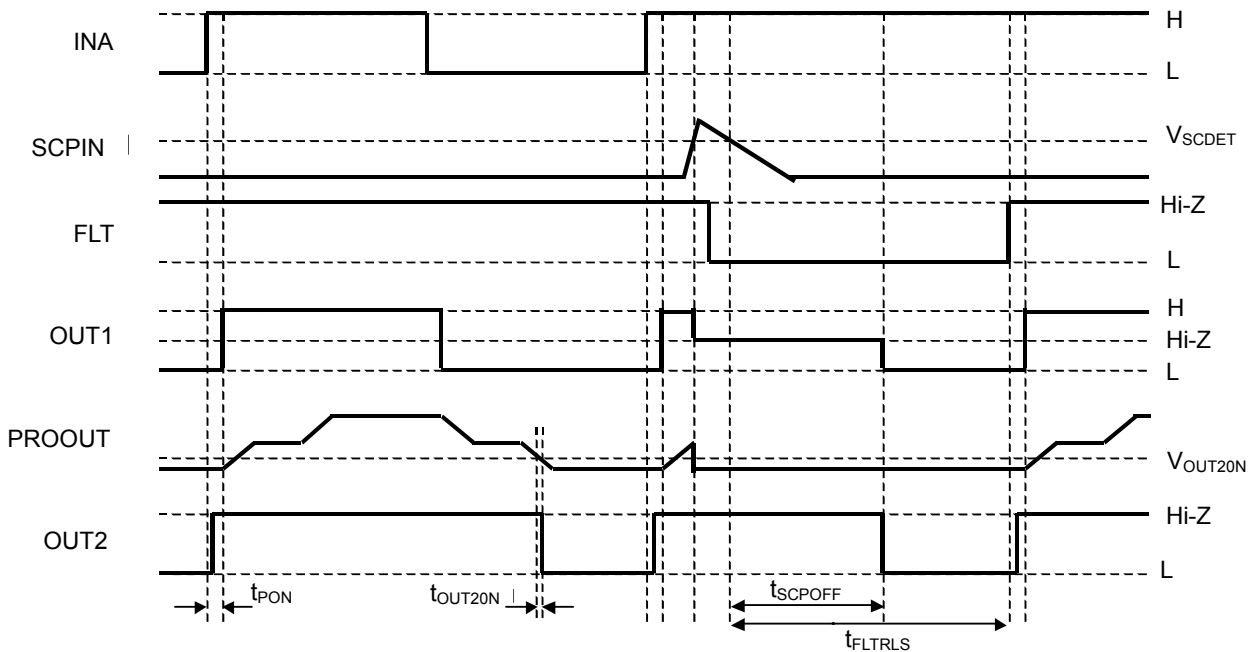 INA
H
L
SCPIN
VSCDET
FLT
Hi-Z
L
OUT1
H
Hi-Z
L
PROOUT
VOUT20N
OUT2
Hi-Z
L
tPON
tOUT20N
tSCPOFF
tFLTRLS